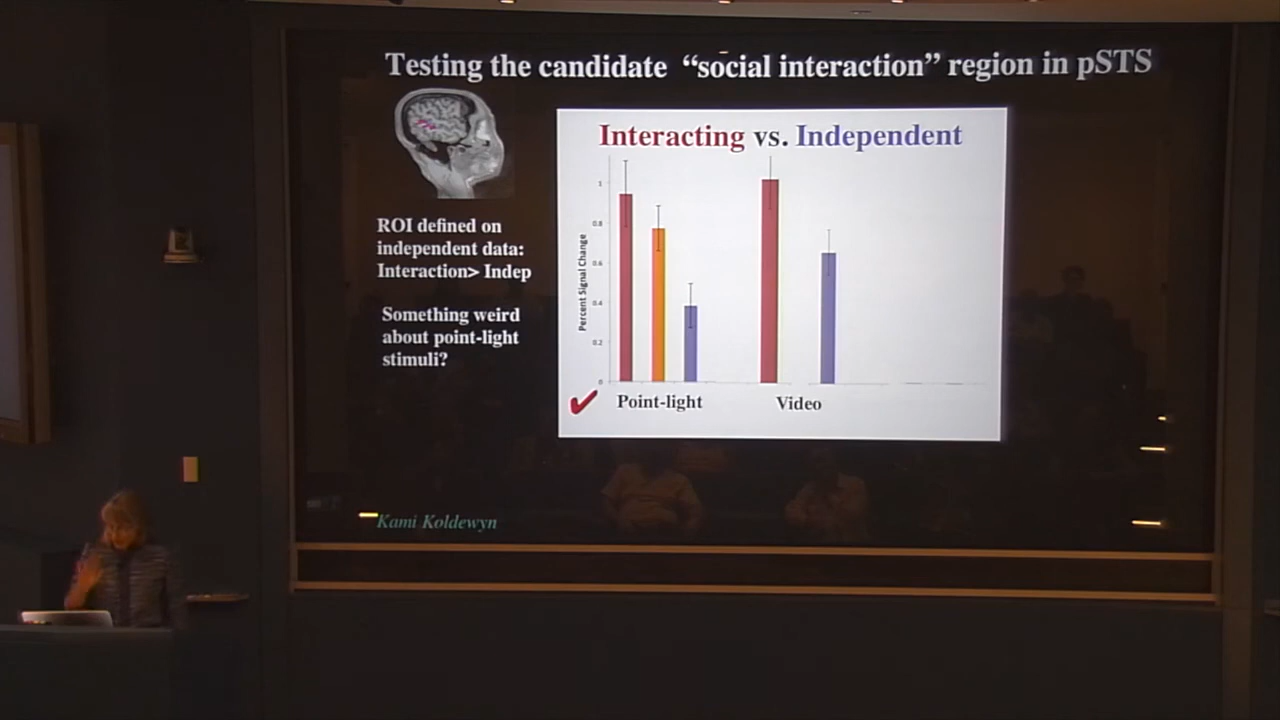 Testing the candidate “social interaction” region in pSTS
Interacting vs. Independent
ROI defined on
independent data:
Interaction> Indep
Something weird
about point-light
stimuli?
Percent Signal Change
1
0.8
0.6
0.4
0.2
0
Point-light
Video
Kami Koldewyn